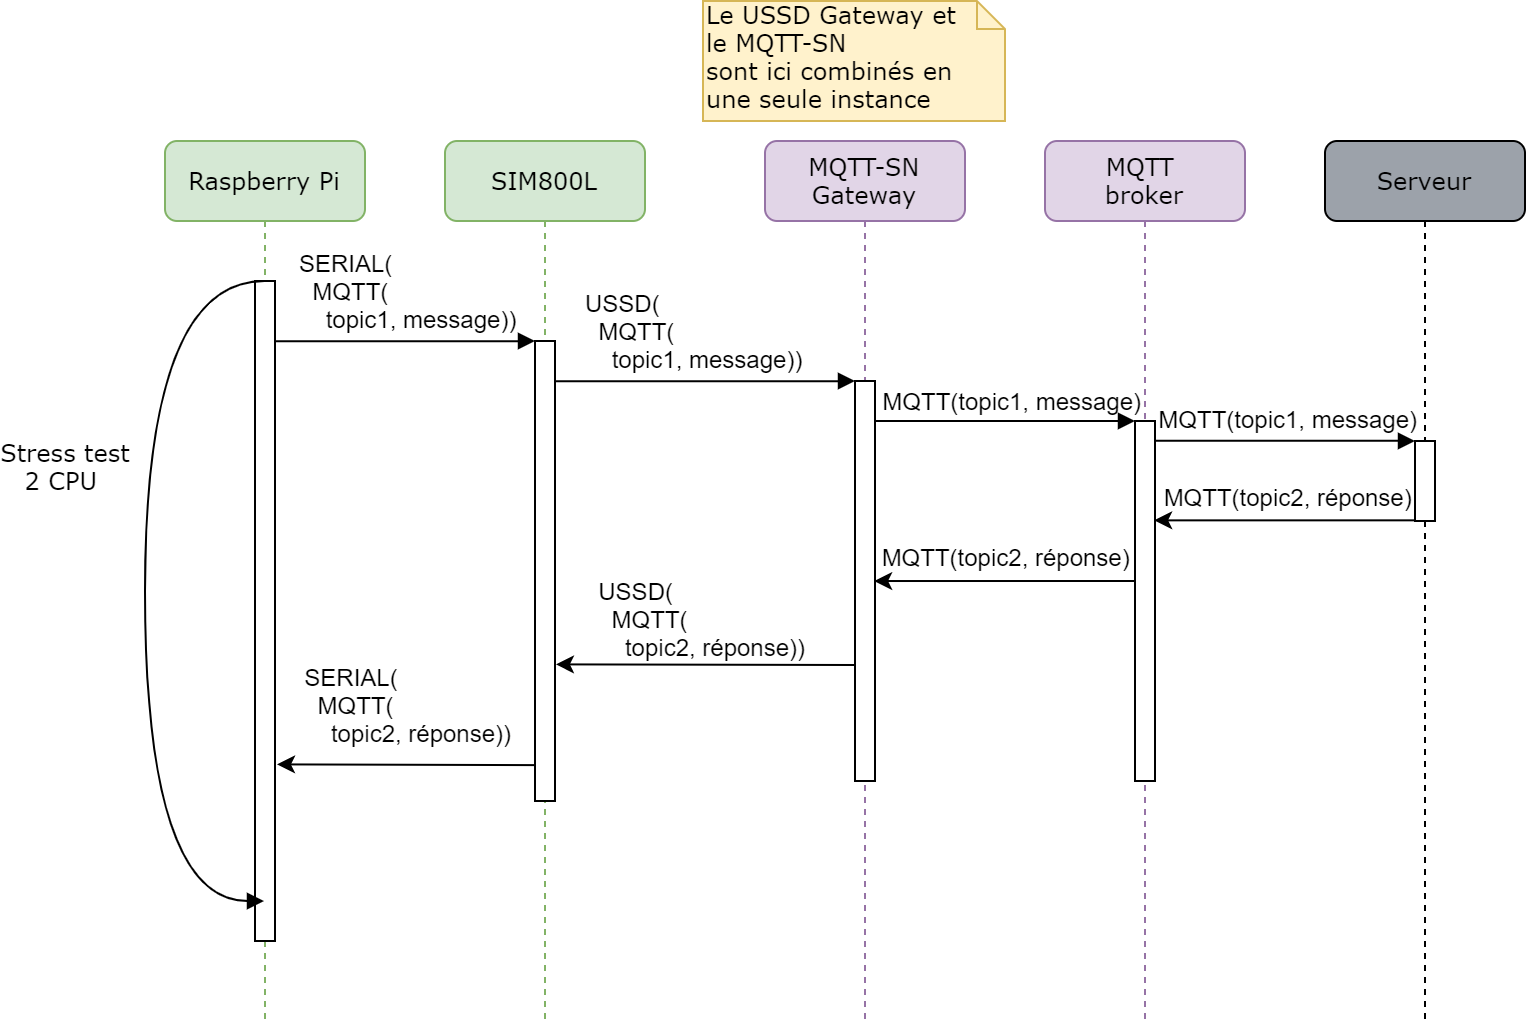 Le USSD Gateway et
le MQTT-SN
sont ici combinés en
une seule instance
Raspberry Pi
SIM800L
MQTT-SN
Gateway
MQTT
broker
Serveur
SERIAL(
MQTT(
topic1, message))
USSD(
MQTT(
topic1, message))
MQTT(topic1, message)
MQTT(topic1, message)
Stress test
2 CPU
MQTT(topic2, réponse)
MQTT(topic2, réponse)
USSD(
MQTT(
topic2, réponse))
SERIAL(
MQTT(
topic2, réponse))